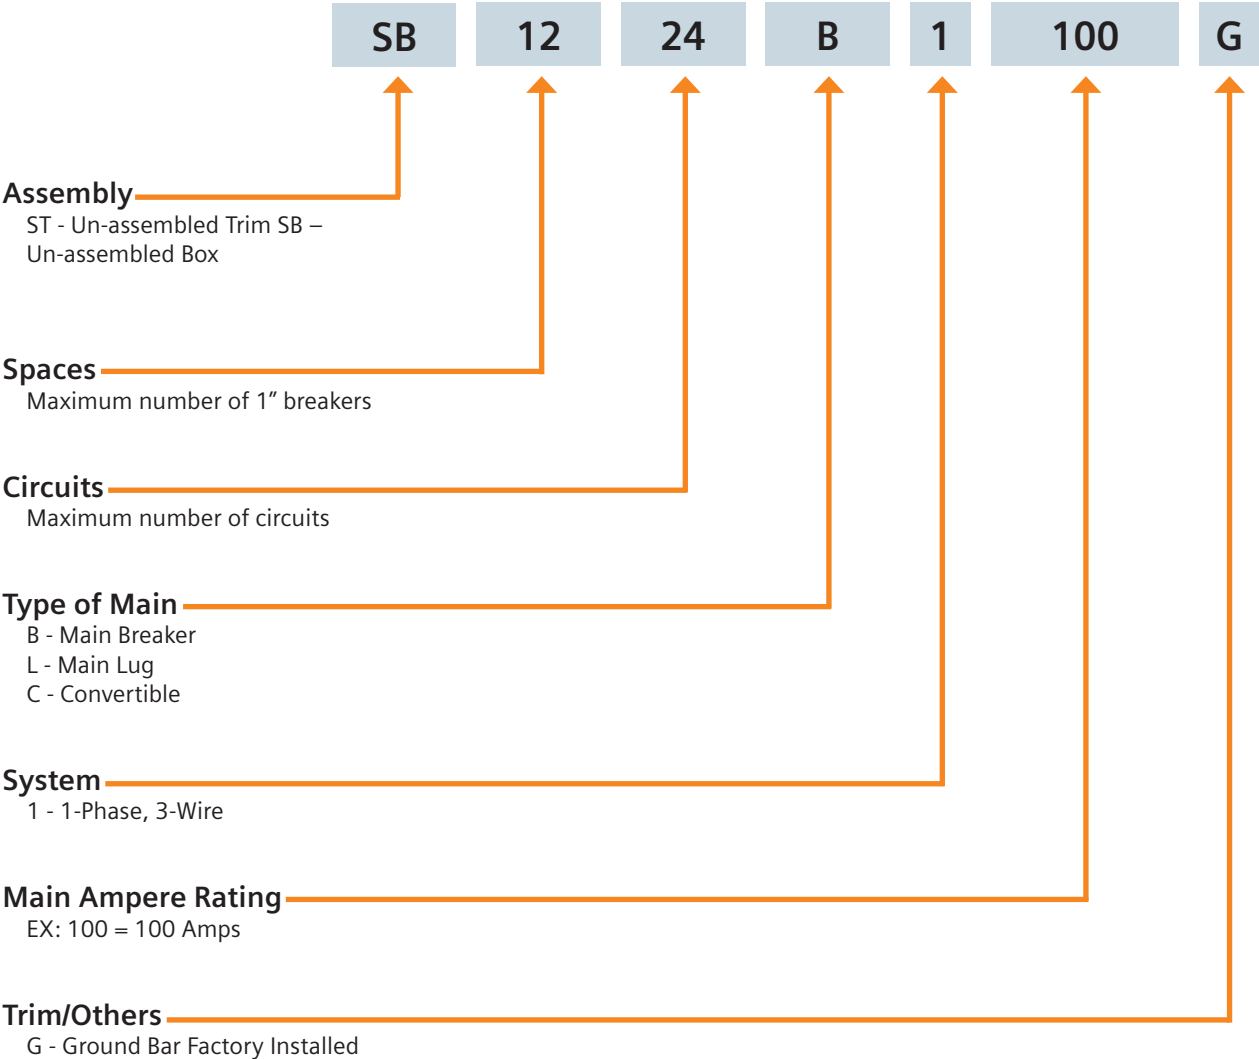 SB 12 24 B 1 100 G
Assembly
ST - Un-assembled Trim SB –
Un-assembled Box
Spaces
Maximum number of 1” breakers
Circuits
Maximum number of circuits
Type of Main
B - Main Breaker
L - Main Lug
C - Convertible
System
1 - 1-Phase, 3-Wire
Main Ampere Rating
EX: 100 = 100 Amps
Trim/Others
G - Ground Bar Factory Installed